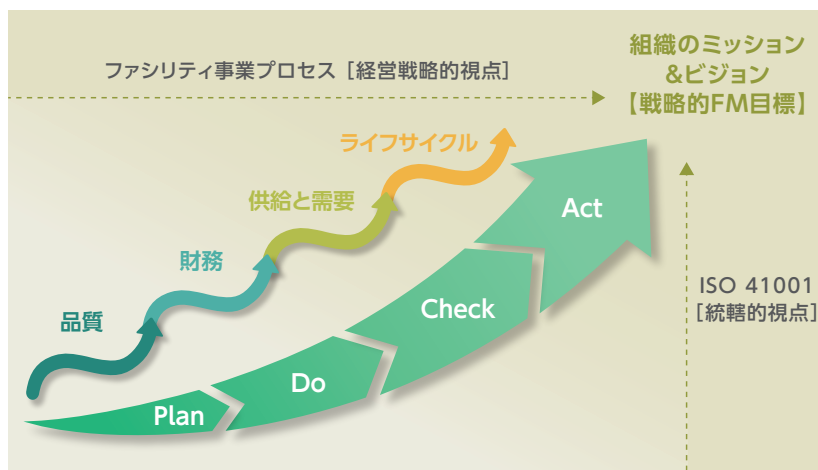 ファシリティ事業プロセス［経営戦略的視点］
組織のミッション
&ビジョン
【戦略的FM目標】
ライフサイクル
供給と需要
財務
品質
Act
Check
Do
Plan
ISO 41001
［統轄的視点］